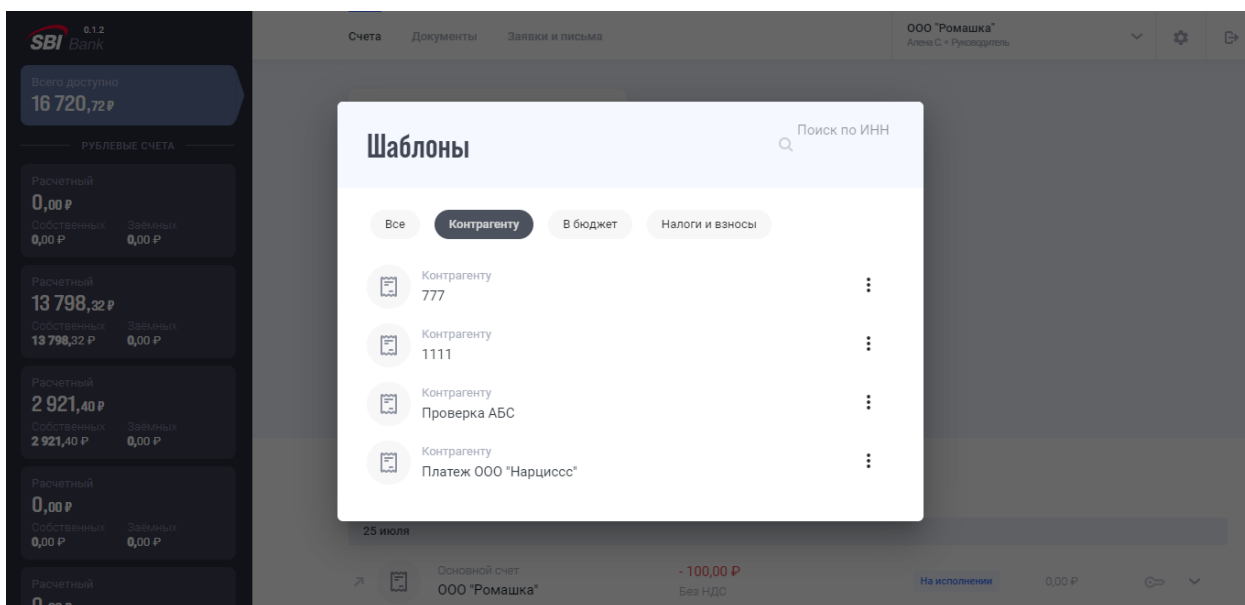 SBI Bank 0.1.2
Счета Документы Заявки и письма
ООО "Ромашка"
Алена С. • Руководитель
Всего доступно
16 720,72 ₽
РУБЛЕВЫЕ СЧЕТА
Расчетный
0,00 ₽
Собственных Заёмных
0,00 ₽ 0,00 ₽
Расчетный
13 798,32 ₽
Собственных Заёмных
13 798,32 ₽ 0,00 ₽
Расчетный
2 921,40 ₽
Собственных Заёмных
2 921,40 ₽ 0,00 ₽
Расчетный
0,00 ₽
Собственных Заёмных
0,00 ₽ 0,00 ₽
Расчетный
Шаблоны
Поиск по ИНН
Все Контрагенту В бюджет Налоги и взносы
Контрагенту
777
Контрагенту
1111
Контрагенту
Проверка АБС
Контрагенту
Платеж ООО "Нарциссс"
25 июля
Основной счет - 100,00 ₽
ООО "Ромашка" Без НДС
На исполнении 0,00 ₽